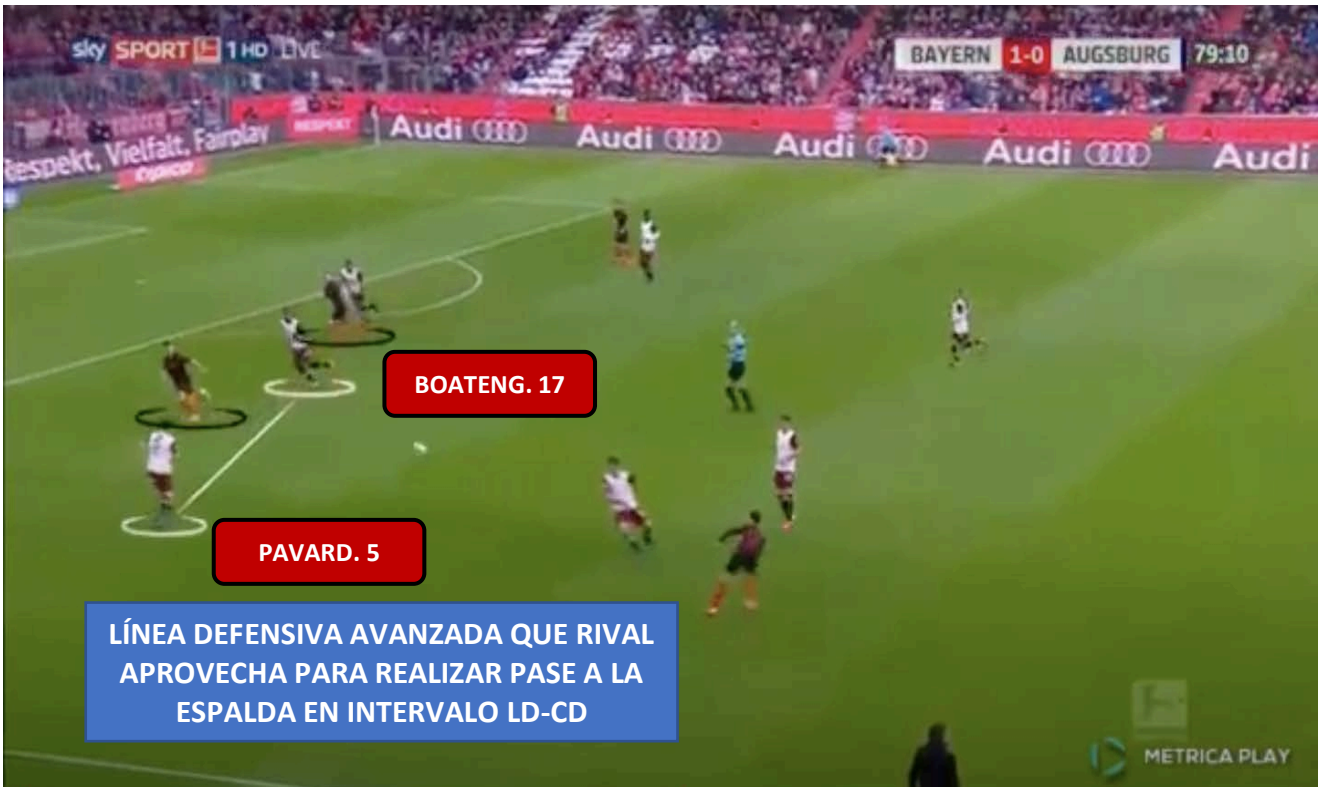 sky SPORT 1 HD LIVE
BAYERN 1-0 AUGSBURG 79:10
Respekt, Vielfalt, Fairplay
RESPEKT
Audi Audi Audi Audi Audi
BOATENG. 17
PAVARD. 5
LÍNEA DEFENSIVA AVANZADA QUE RIVAL
APROVECHA PARA REALIZAR PASE A LA
ESPALDA EN INTERVALO LD-CD
METRICA PLAY